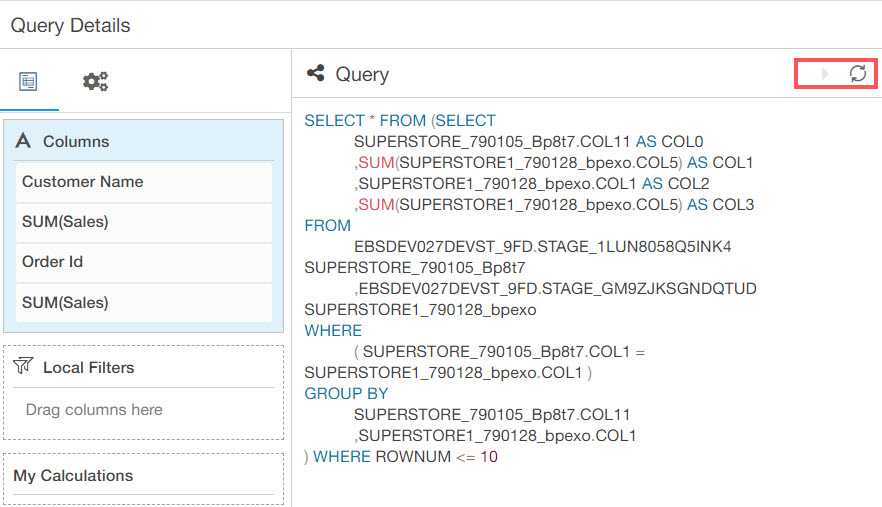 Query Details
Columns
Customer Name
SUM(Sales)
Order Id
SUM(Sales)
Local Filters
Drag columns here
My Calculations
Query
SELECT * FROM (SELECT
SUPERSTORE_790105_Bp8t7.COL11 AS COL0
,SUM(SUPERSTORE1_790128_bpexo.COL5) AS COL1
,SUPERSTORE1_790128_bpexo.COL1 AS COL2
,SUM(SUPERSTORE1_790128_bpexo.COL5) AS COL3
FROM
EBSDEV027DEVST_9FD.STAGE_1LUN8058Q5INK4
SUPERSTORE_790105_Bp8t7
,EBSDEV027DEVST_9FD.STAGE_GM9ZJKSGNDQTUD
SUPERSTORE1_790128_bpexo
WHERE
( SUPERSTORE_790105_Bp8t7.COL1 =
SUPERSTORE1_790128_bpexo.COL1 )
GROUP BY
SUPERSTORE_790105_Bp8t7.COL11
,SUPERSTORE1_790128_bpexo.COL1
) WHERE ROWNUM <= 10